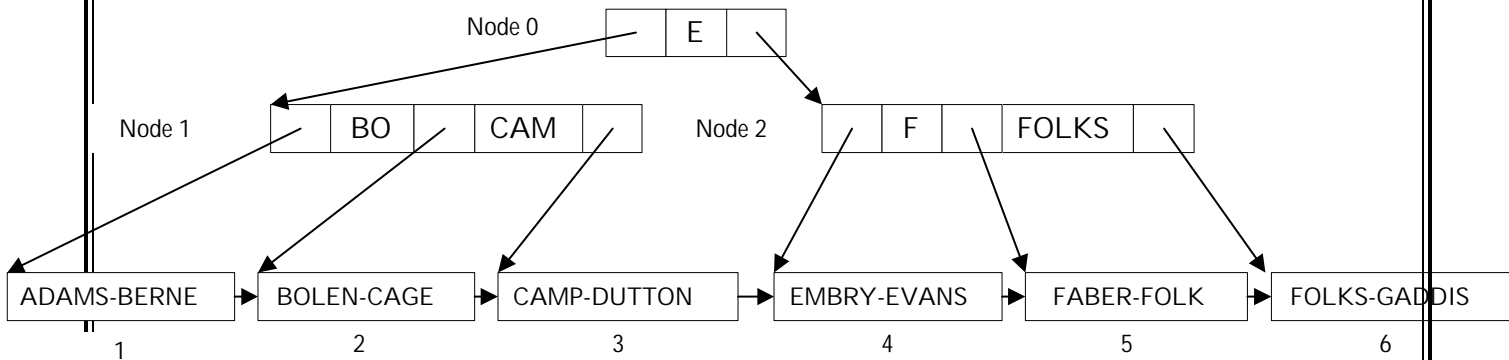 Node 0 E
Node 1 BO CAM Node 2 F FOLKS
ADAMS-BERNE BOLEN-CAGE CAMP-DUTTON EMBRY-EVANS FABER-FOLK FOLKS-GADDIS
1 2 3 4 5 6